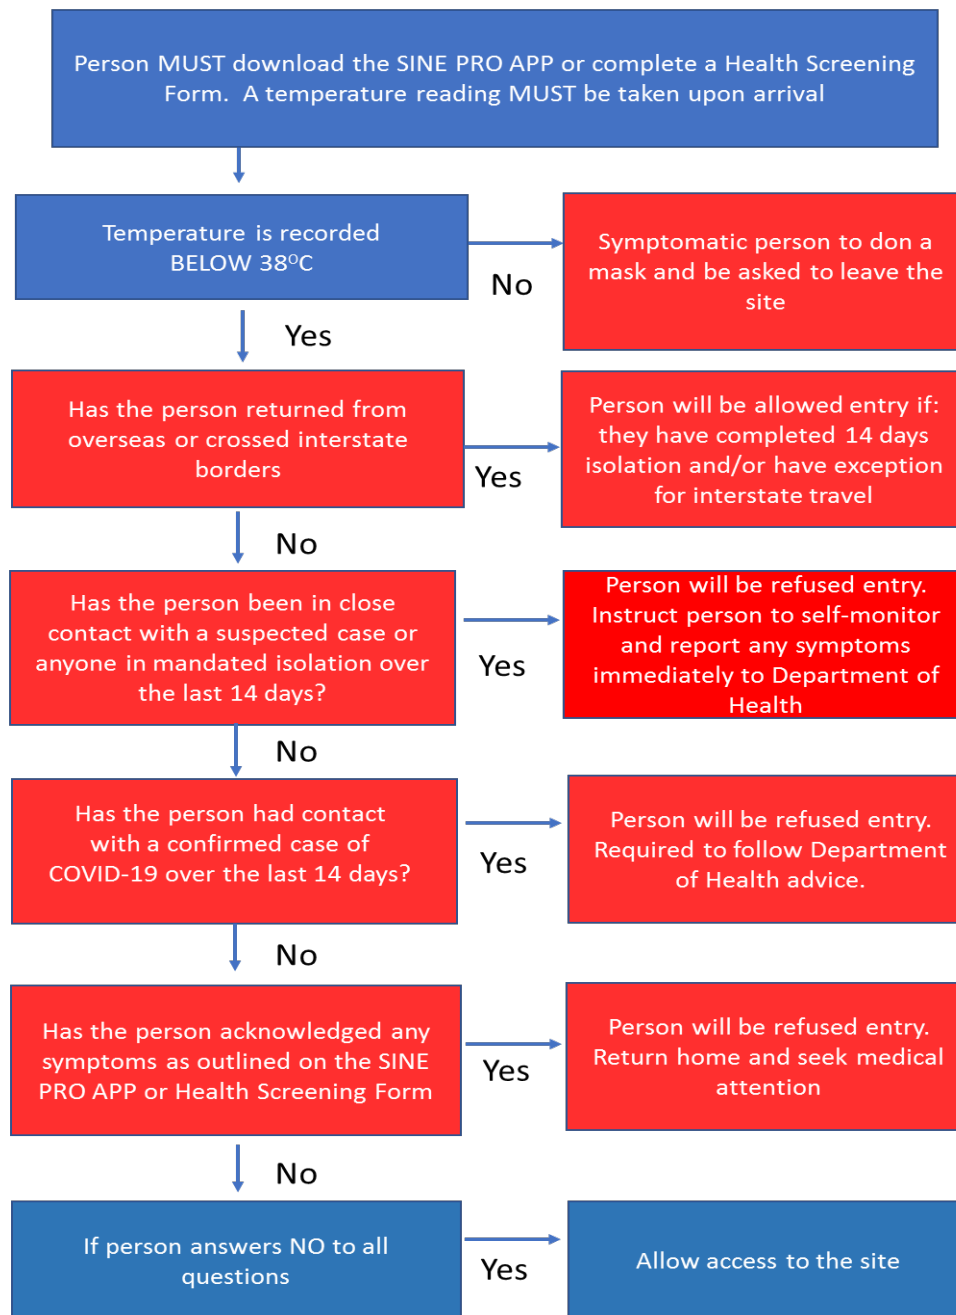 Person MUST download the SINE PRO APP or complete a Health Screening
Form. A temperature reading MUST be taken upon arrival
Temperature is recorded
BELOW 38ᴼC
No
Symptomatic person to don a
mask and be asked to leave the
site
Yes
Has the person returned from
overseas or crossed interstate
borders
Yes
Person will be allowed entry if:
they have completed 14 days
isolation and/or have exception
for interstate travel
No
Has the person been in close
contact with a suspected case or
anyone in mandated isolation over
the last 14 days?
Yes
Person will be refused entry.
Instruct person to self-monitor
and report any symptoms
immediately to Department of
Health
No
Has the person had contact
with a confirmed case of
COVID-19 over the last 14 days?
Yes
Person will be refused entry.
Required to follow Department
of Health advice.
No
Has the person acknowledged any
symptoms as outlined on the SINE
PRO APP or Health Screening Form
Yes
Person will be refused entry.
Return home and seek medical
attention
No
If person answers NO to all
questions
Yes
Allow access to the site